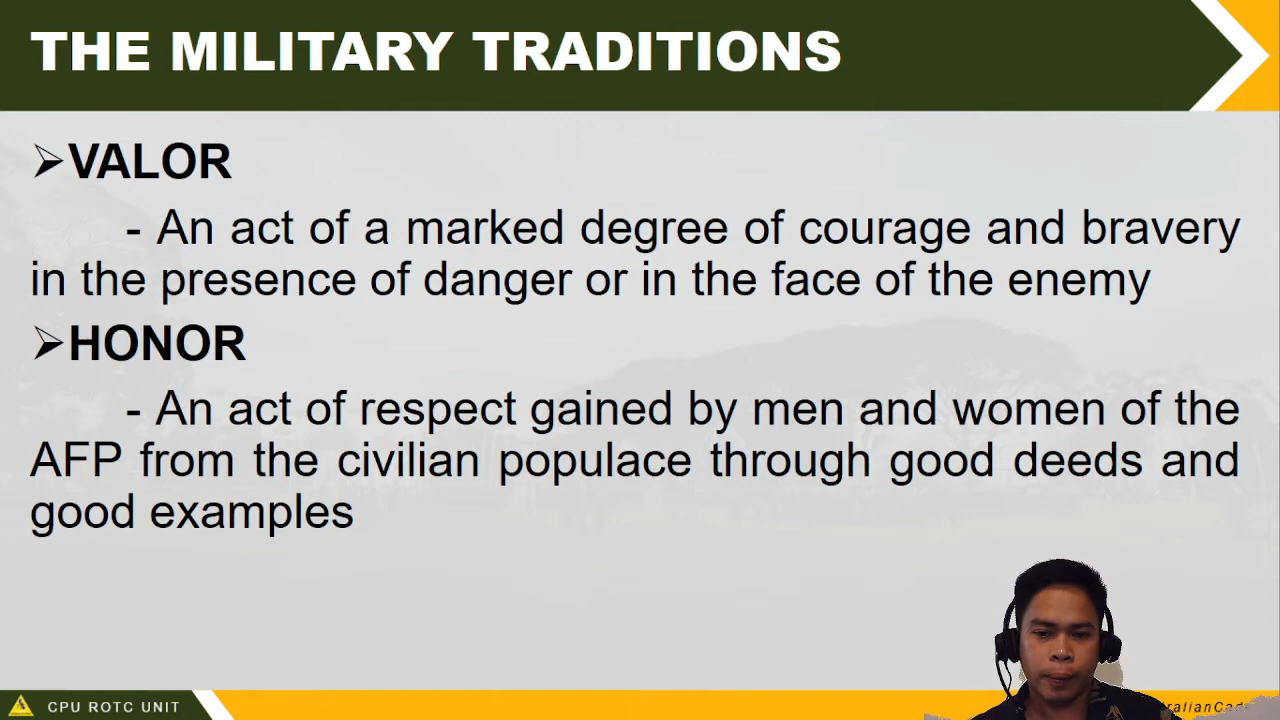 THE MILITARY TRADITIONS
➢VALOR
- An act of a marked degree of courage and bravery
in the presence of danger or in the face of the enemy
➢HONOR
- An act of respect gained by men and women of the
AFP from the civilian populace through good deeds and
good examples
CPU ROTC UNIT